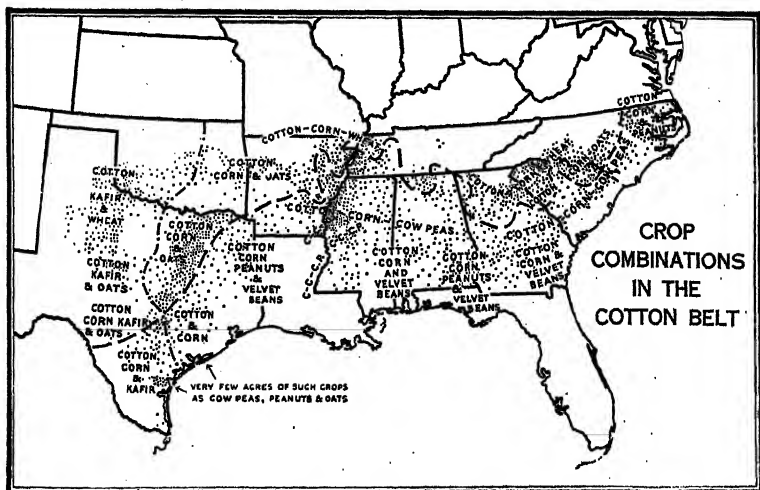 COTTON-CORN-WH
COTTON
CORN
&
PEANUTS
COTTON
CORN & OATS
COTTON
KAFIR
&
WHEAT
COTTON
CORN
&
OATS
CORN-COW PEAS
COTTON
CORN
PEANUTS
&
VELVET
BEANS
COTTON
CORN
AND
VELVET
BEANS
COTTON
CORN
PEANUTS
&
VELVET
BEANS
COTTON
CORN &
VELVET
BEANS
COTTON
KAFIR
& OATS
COTTON
CORN KAFIR
& OATS
COTTON
&
CORN
COTTON
CORN
&
KAFIR
C-C-C.P.
VERY FEW ACRES OF SUCH CROPS
AS COW PEAS, PEANUTS & OATS
CROP
COMBINATIONS
IN THE
COTTON BELT